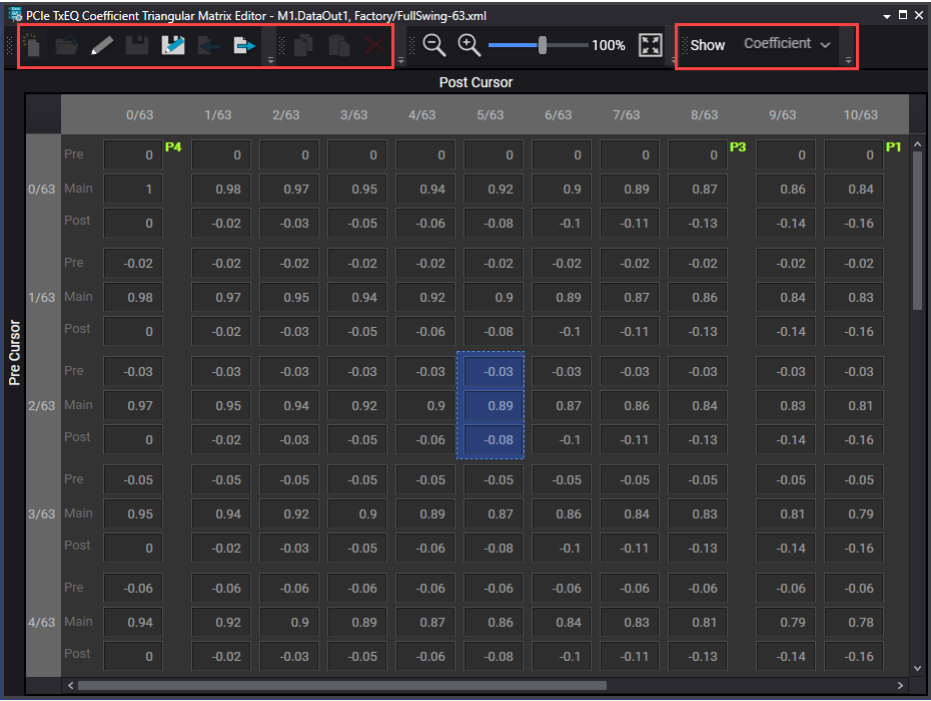 PCIe TxEQ Coefficient Triangular Matrix Editor - M1.DataOut1, Factory/FullSwing-63.xml
100% Show Coefficient
Post Cursor
0/63 1/63 2/63 3/63 4/63 5/63 6/63 7/63 8/63 9/63 10/63
Pre 0 P4 0 0 0 0 0 0 0 0 P3 0 0 P1
0/63 Main 1 0.98 0.97 0.95 0.94 0.92 0.9 0.89 0.87 0.86 0.84
Post 0 -0.02 -0.03 -0.05 -0.06 -0.08 -0.1 -0.11 -0.13 -0.14 -0.16
Pre -0.02 -0.02 -0.02 -0.02 -0.02 -0.02 -0.02 -0.02 -0.02 -0.02 -0.02
1/63 Main 0.98 0.97 0.95 0.94 0.92 0.9 0.89 0.87 0.86 0.84 0.83
Post 0 -0.02 -0.03 -0.05 -0.06 -0.08 -0.1 -0.11 -0.13 -0.14 -0.16
Pre Cursor
Pre -0.03 -0.03 -0.03 -0.03 -0.03 -0.03 -0.03 -0.03 -0.03 -0.03 -0.03
2/63 Main 0.97 0.95 0.94 0.92 0.9 0.89 0.87 0.86 0.84 0.83 0.81
Post 0 -0.02 -0.03 -0.05 -0.06 -0.08 -0.1 -0.11 -0.13 -0.14 -0.16
Pre -0.05 -0.05 -0.05 -0.05 -0.05 -0.05 -0.05 -0.05 -0.05 -0.05 -0.05
3/63 Main 0.95 0.94 0.92 0.9 0.89 0.87 0.86 0.84 0.83 0.81 0.79
Post 0 -0.02 -0.03 -0.05 -0.06 -0.08 -0.1 -0.11 -0.13 -0.14 -0.16
Pre -0.06 -0.06 -0.06 -0.06 -0.06 -0.06 -0.06 -0.06 -0.06 -0.06 -0.06
4/63 Main 0.94 0.92 0.9 0.89 0.87 0.86 0.84 0.83 0.81 0.79 0.78
Post 0 -0.02 -0.03 -0.05 -0.06 -0.08 -0.1 -0.11 -0.13 -0.14 -0.16